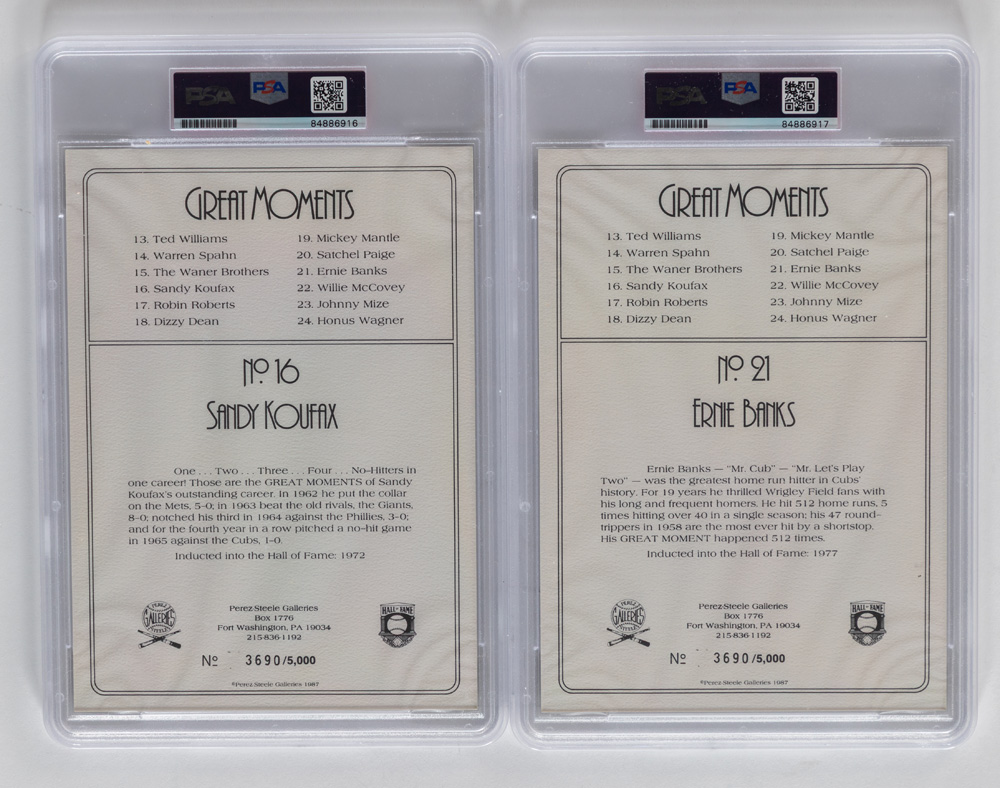 PSA
PSA
84886916
GREAT MOMENTS
13. Ted Williams
14. Warren Spahn
15. The Waner Brothers
16. Sandy Koufax
17. Robin Roberts
18. Dizzy Dean
19. Mickey Mantle
20. Satchel Paige
21. Ernie Banks
22. Willie McCovey
23. Johnny Mize
24. Honus Wagner
Nº 16
SANDY KOUFAX
One . . . Two . . . Three . . . Four . . . No-Hitters in
one career! Those are the GREAT MOMENTS of Sandy
Koufax's outstanding career. In 1962 he put the collar
on the Mets, 5-0; in 1963 beat the old rivals, the Giants,
8-0; notched his third in 1964 against the Phillies, 3-0;
and for the fourth year in a row pitched a no-hit game
in 1965 against the Cubs, 1-0.
Inducted into the Hall of Fame: 1972
PEREZ
GALLERIES
STEELE
Perez-Steele Galleries
Box 1776
Fort Washington, PA 19034
215-836-1192
HALL of FAME
Nº 3690/5,000
©Perez-Steele Galleries 1987
PSA
PSA
84886917
GREAT MOMENTS
13. Ted Williams
14. Warren Spahn
15. The Waner Brothers
16. Sandy Koufax
17. Robin Roberts
18. Dizzy Dean
19. Mickey Mantle
20. Satchel Paige
21. Ernie Banks
22. Willie McCovey
23. Johnny Mize
24. Honus Wagner
Nº 21
ERNIE BANKS
Ernie Banks — "Mr. Cub" — "Mr. Let's Play
Two" — was the greatest home run hitter in Cubs'
history. For 19 years he thrilled Wrigley Field fans with
his long and frequent homers. He hit 512 home runs, 5
times hitting over 40 in a single season; his 47 round-
trippers in 1958 are the most ever hit by a shortstop.
His GREAT MOMENT happened 512 times.
Inducted into the Hall of Fame: 1977
PEREZ
GALLERIES
STEELE
Perez-Steele Galleries
Box 1776
Fort Washington, PA 19034
215-836-1192
HALL of FAME
Nº 3690/5,000
©Perez-Steele Galleries 1987